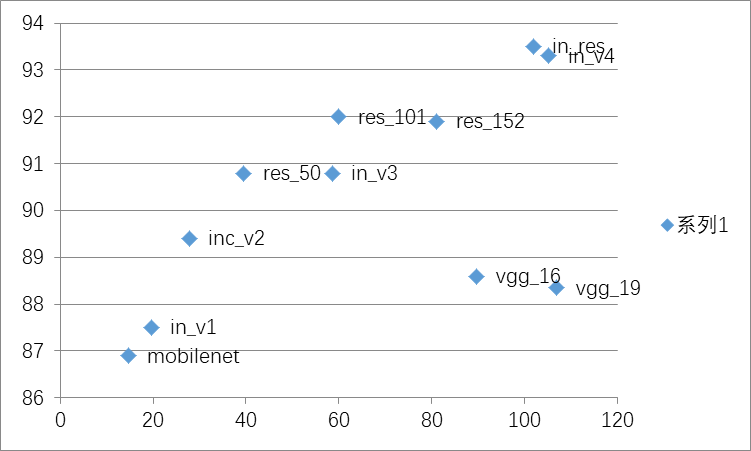 94
93
92
91
90
89
88
87
86
in_res
in_v4
res_101
res_152
res_50
in_v3
inc_v2
vgg_16
vgg_19
in_v1
mobilenet
系列1
0
20
40
60
80
100
120